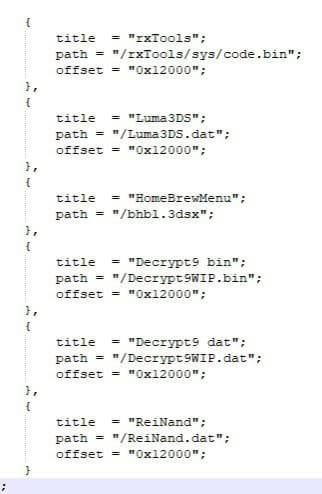 {
title = "rxTools";
path = "/rxTools/sys/code.bin";
offset = "0x12000";
},
{
title = "Luma3DS";
path = "/Luma3DS.dat";
offset = "0x12000";
},
{
title = "HomeBrewMenu";
path = "/bhbl.3dsx";
},
{
title = "Decrypt9 bin";
path = "/Decrypt9WIP.bin";
offset = "0x12000";
},
{
title = "Decrypt9 dat";
path = "/Decrypt9WIP.dat";
offset = "0x12000";
},
{
title = "ReiNand";
path = "/ReiNand.dat";
offset = "0x12000";
}
;